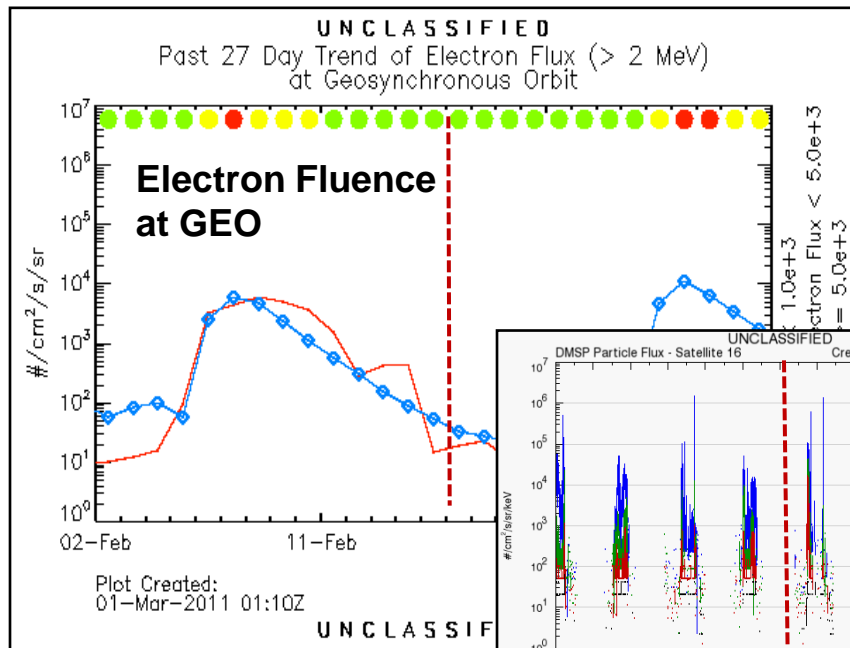 UNCLASSIFIED
Past 27 Day Trend of Electron Flux (> 2 MeV)
at Geosynchronous Orbit
Electron Fluence
at GEO
#/cm²/s/sr
10⁷
10⁶
10⁵
10⁴
10³
10²
10¹
10⁰
02-Feb
11-Feb
1.0e+3
Flux < 5.0e+3
= 5.0e+3
Plot Created:
01-Mar-2011 01:10Z
UNCLASSIF
UNCLASSIFIED
DMSP Particle Flux - Satellite 16
Cre
#/cm²/s/sr/keV
10⁷
10⁶
10⁵
10⁴
10³
10²
10¹
10⁰